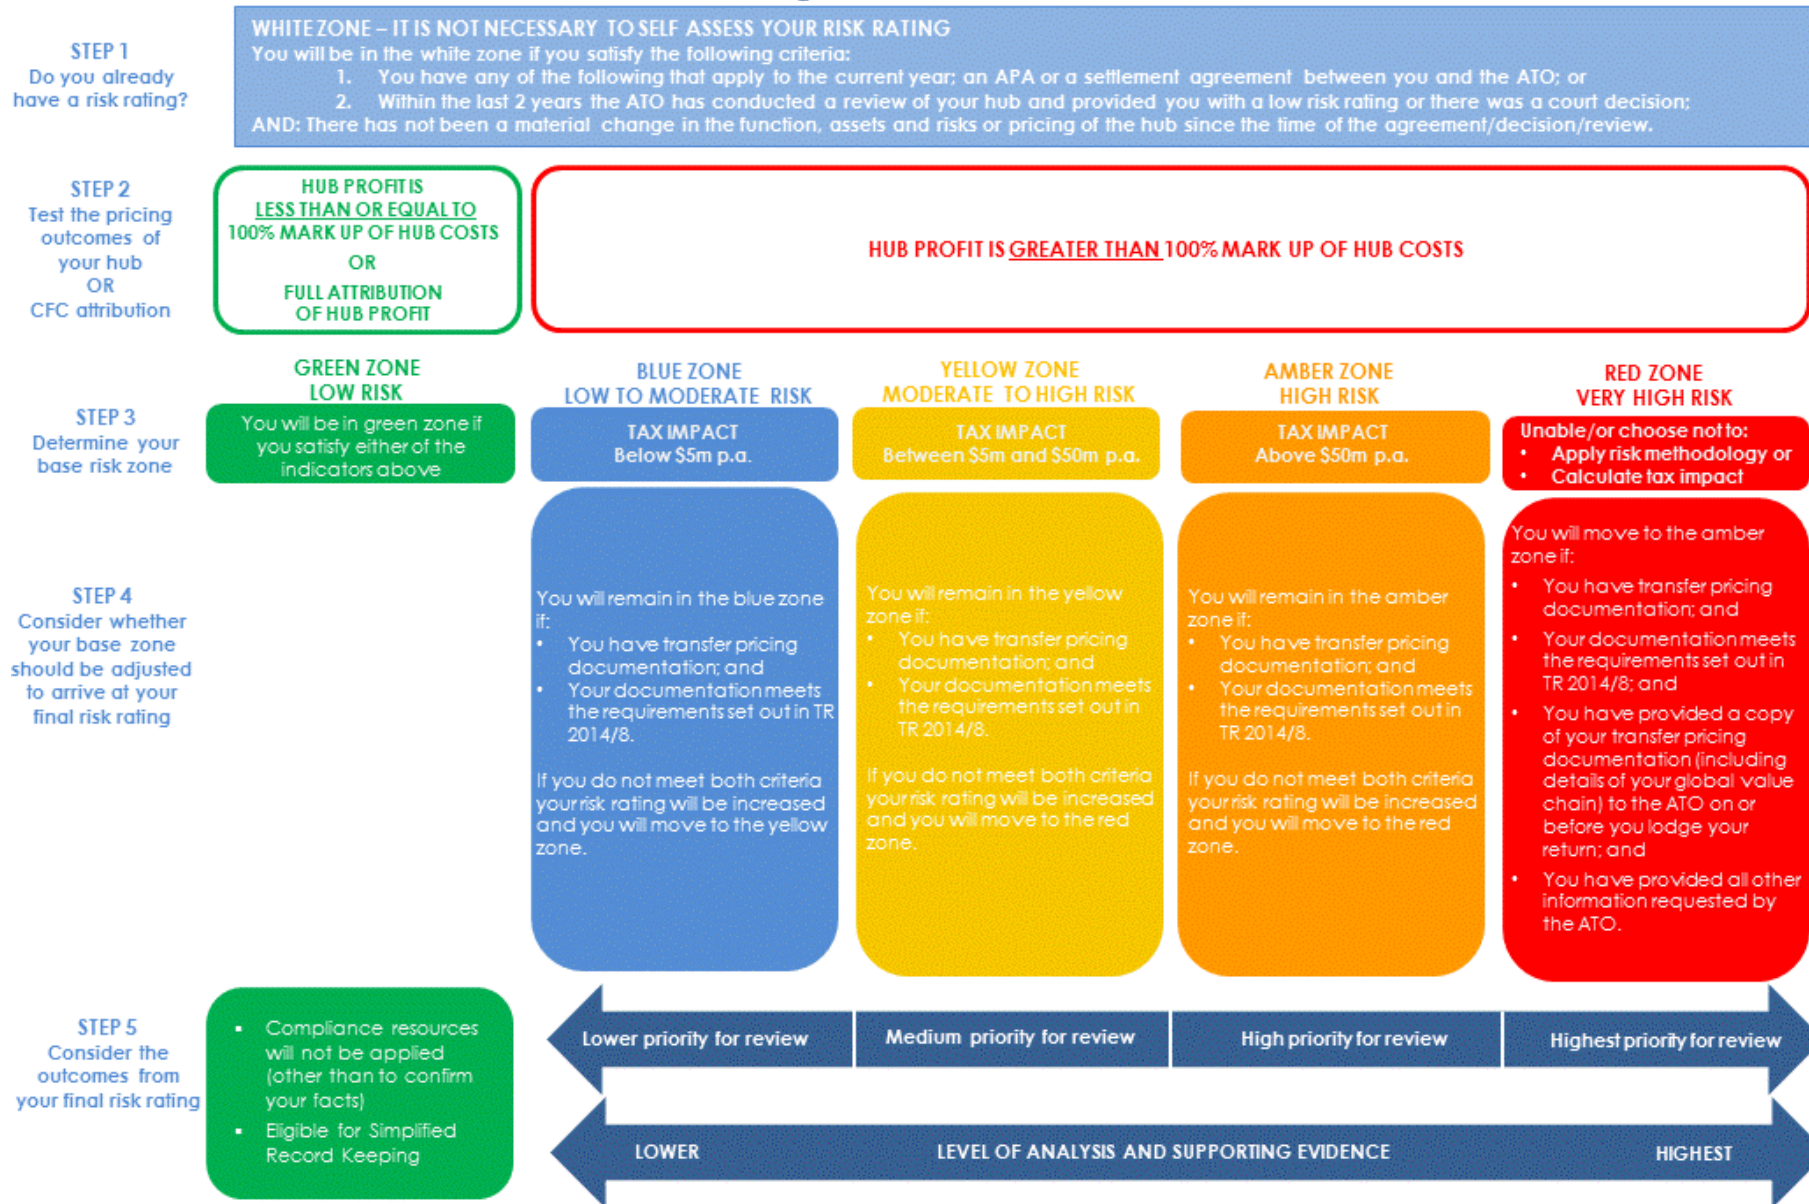 STEP 1
Do you already
have a risk rating?
WHITE ZONE – IT IS NOT NECESSARY TO SELF ASSESS YOUR RISK RATING
You will be in the white zone if you satisfy the following criteria:
1. You have any of the following that apply to the current year; an APA or a settlement agreement between you and the ATO; or
2. Within the last 2 years the ATO has conducted a review of your hub and provided you with a low risk rating or there was a court decision;
AND: There has not been a material change in the function, assets and risks or pricing of the hub since the time of the agreement/decision/review.
STEP 2
Test the pricing
outcomes of
your hub
OR
CFC attribution
HUB PROFIT IS
LESS THAN OR EQUAL TO
100% MARK UP OF HUB COSTS
OR
FULL ATTRIBUTION
OF HUB PROFIT
HUB PROFIT IS GREATER THAN 100% MARK UP OF HUB COSTS
STEP 3
Determine your
base risk zone
GREEN ZONE
LOW RISK
You will be in green zone if
you satisfy either of the
indicators above
BLUE ZONE
LOW TO MODERATE RISK
TAX IMPACT
Below $5m p.a.
YELLOW ZONE
MODERATE TO HIGH RISK
TAX IMPACT
Between $5m and $50m p.a.
AMBER ZONE
HIGH RISK
TAX IMPACT
Above $50m p.a.
RED ZONE
VERY HIGH RISK
Unable/or choose not to:
• Apply risk methodology or
• Calculate tax impact
STEP 4
Consider whether
your base zone
should be adjusted
to arrive at your
final risk rating
You will remain in the blue zone
if:
• You have transfer pricing
documentation; and
• Your documentation meets
the requirements set out in TR
2014/8.
If you do not meet both criteria
your risk rating will be increased
and you will move to the yellow
zone.
You will remain in the yellow
zone if:
• You have transfer pricing
documentation; and
• Your documentation meets
the requirements set out in
TR 2014/8.
If you do not meet both criteria
your risk rating will be increased
and you will move to the red
zone.
You will remain in the amber
zone if:
• You have transfer pricing
documentation; and
• Your documentation meets
the requirements set out in
TR 2014/8.
If you do not meet both criteria
your risk rating will be increased
and you will move to the red
zone.
You will move to the amber
zone if:
• You have transfer pricing
documentation; and
• Your documentation meets
the requirements set out in
TR 2014/8; and
• You have provided a copy
of your transfer pricing
documentation (including
details of your global value
chain) to the ATO on or
before you lodge your
return; and
• You have provided all other
information requested by
the ATO.
STEP 5
Consider the
outcomes from
your final risk rating
▪ Compliance resources
will not be applied
(other than to confirm
your facts)
▪ Eligible for Simplified
Record Keeping
Lower priority for review
Medium priority for review
High priority for review
Highest priority for review
LOWER
LEVEL OF ANALYSIS AND SUPPORTING EVIDENCE
HIGHEST